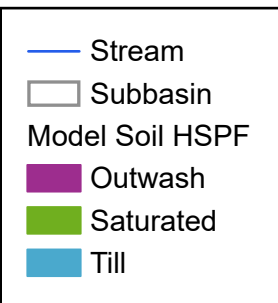 Stream
Subbasin
Model Soil HSPF
Outwash
Saturated
Till